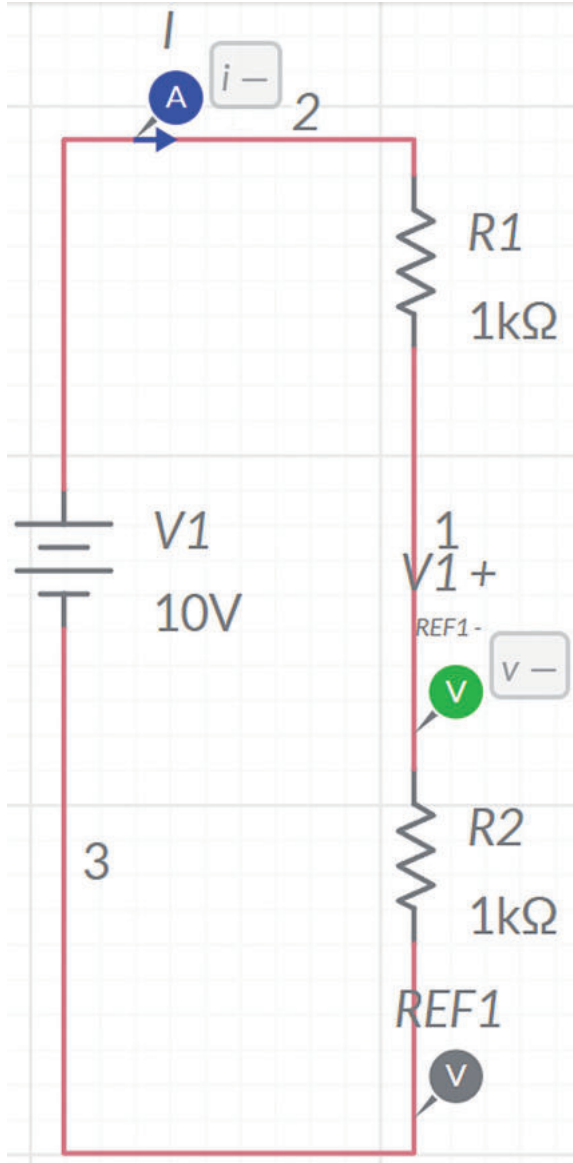 I
A
i —
2
R1
1kΩ
V1
10V
1
V1 +
REF1 -
v —
V
3
R2
1kΩ
REF1
V